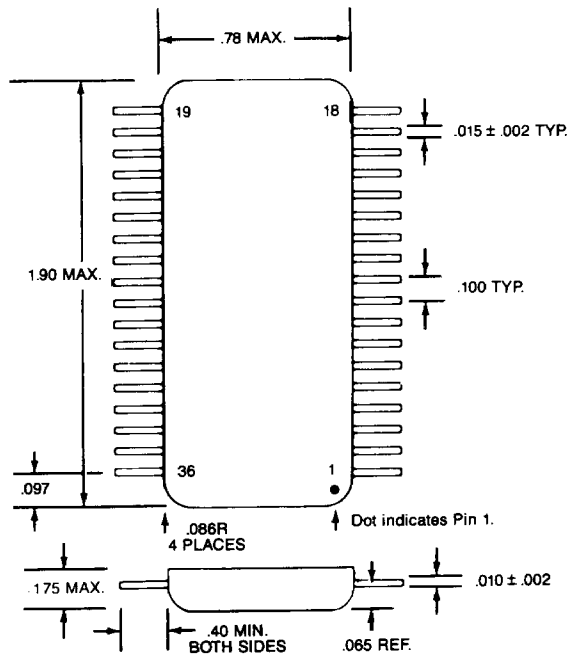 .78 MAX.
19 18
.015 ± .002 TYP.
1.90 MAX.
.100 TYP.
36 1
.097
.086R
4 PLACES
Dot indicates Pin 1.
.175 MAX.
.010 ± .002
.40 MIN.
BOTH SIDES
.065 REF.